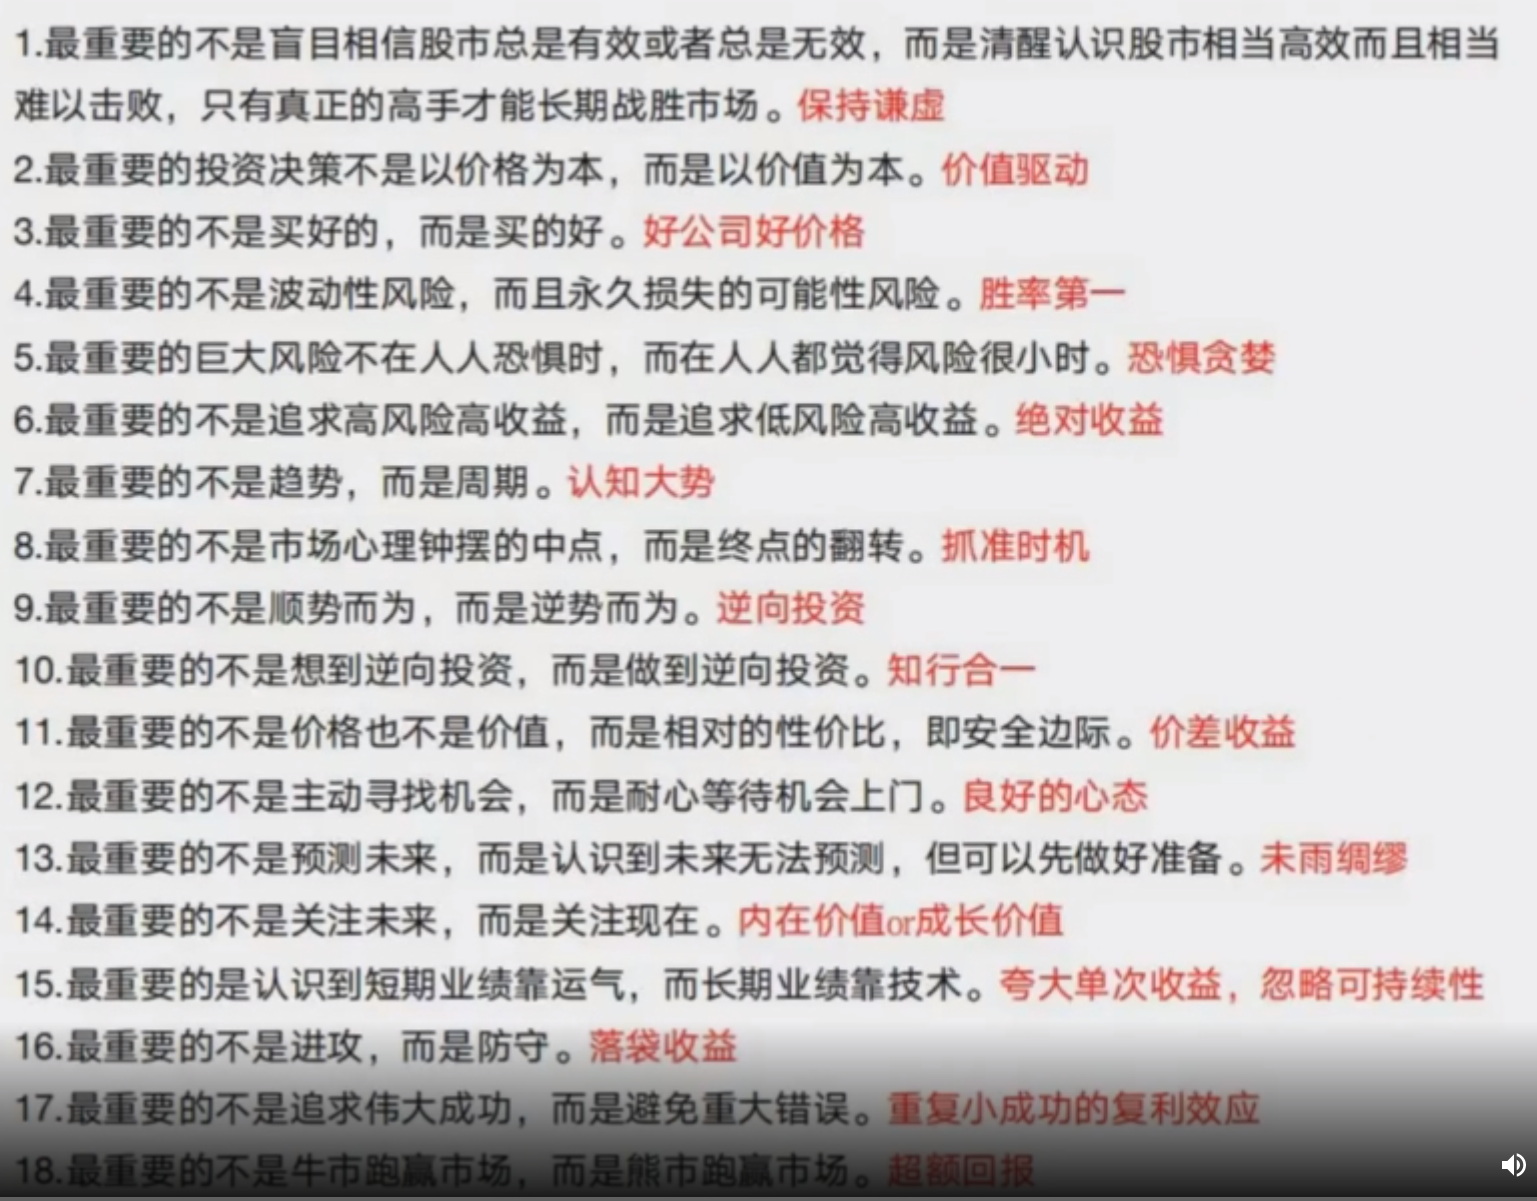 1.最重要的不是盲目相信股市总是有效或者总是无效，而是清醒认识股市相当高效而且相当
难以击败，只有真正的高手才能长期战胜市场。保持谦虚
2.最重要的投资决策不是以价格为本，而是以价值为本。价值驱动
3.最重要的不是买好的，而是买的好。好公司好价格
4.最重要的不是波动性风险，而且永久损失的可能性风险。胜率第一
5.最重要的巨大风险不在人人恐惧时，而在人人都觉得风险很小时。恐惧贪婪
6.最重要的不是追求高风险高收益，而是追求低风险高收益。绝对收益
7.最重要的不是趋势，而是周期。认知大势
8.最重要的不是市场心理钟摆的中点，而是终点的翻转。抓准时机
9.最重要的不是顺势而为，而是逆势而为。逆向投资
10.最重要的不是想到逆向投资，而是做到逆向投资。知行合一
11.最重要的不是价格也不是价值，而是相对的性价比，即安全边际。价差收益
12.最重要的不是主动寻找机会，而是耐心等待机会上门。良好的心态
13.最重要的不是预测未来，而是认识到未来无法预测，但可以先做好准备。未雨绸缪
14.最重要的不是关注未来，而是关注现在。内在价值or成长价值
15.最重要的是认识到短期业绩靠运气，而长期业绩靠技术。夸大单次收益，忽略可持续性
16.最重要的不是进攻，而是防守。落袋收益
17.最重要的不是追求伟大成功，而是避免重大错误。重复小成功的复利效应
18.最重要的不是牛市跑赢市场，而是熊市跑赢市场。超额回报